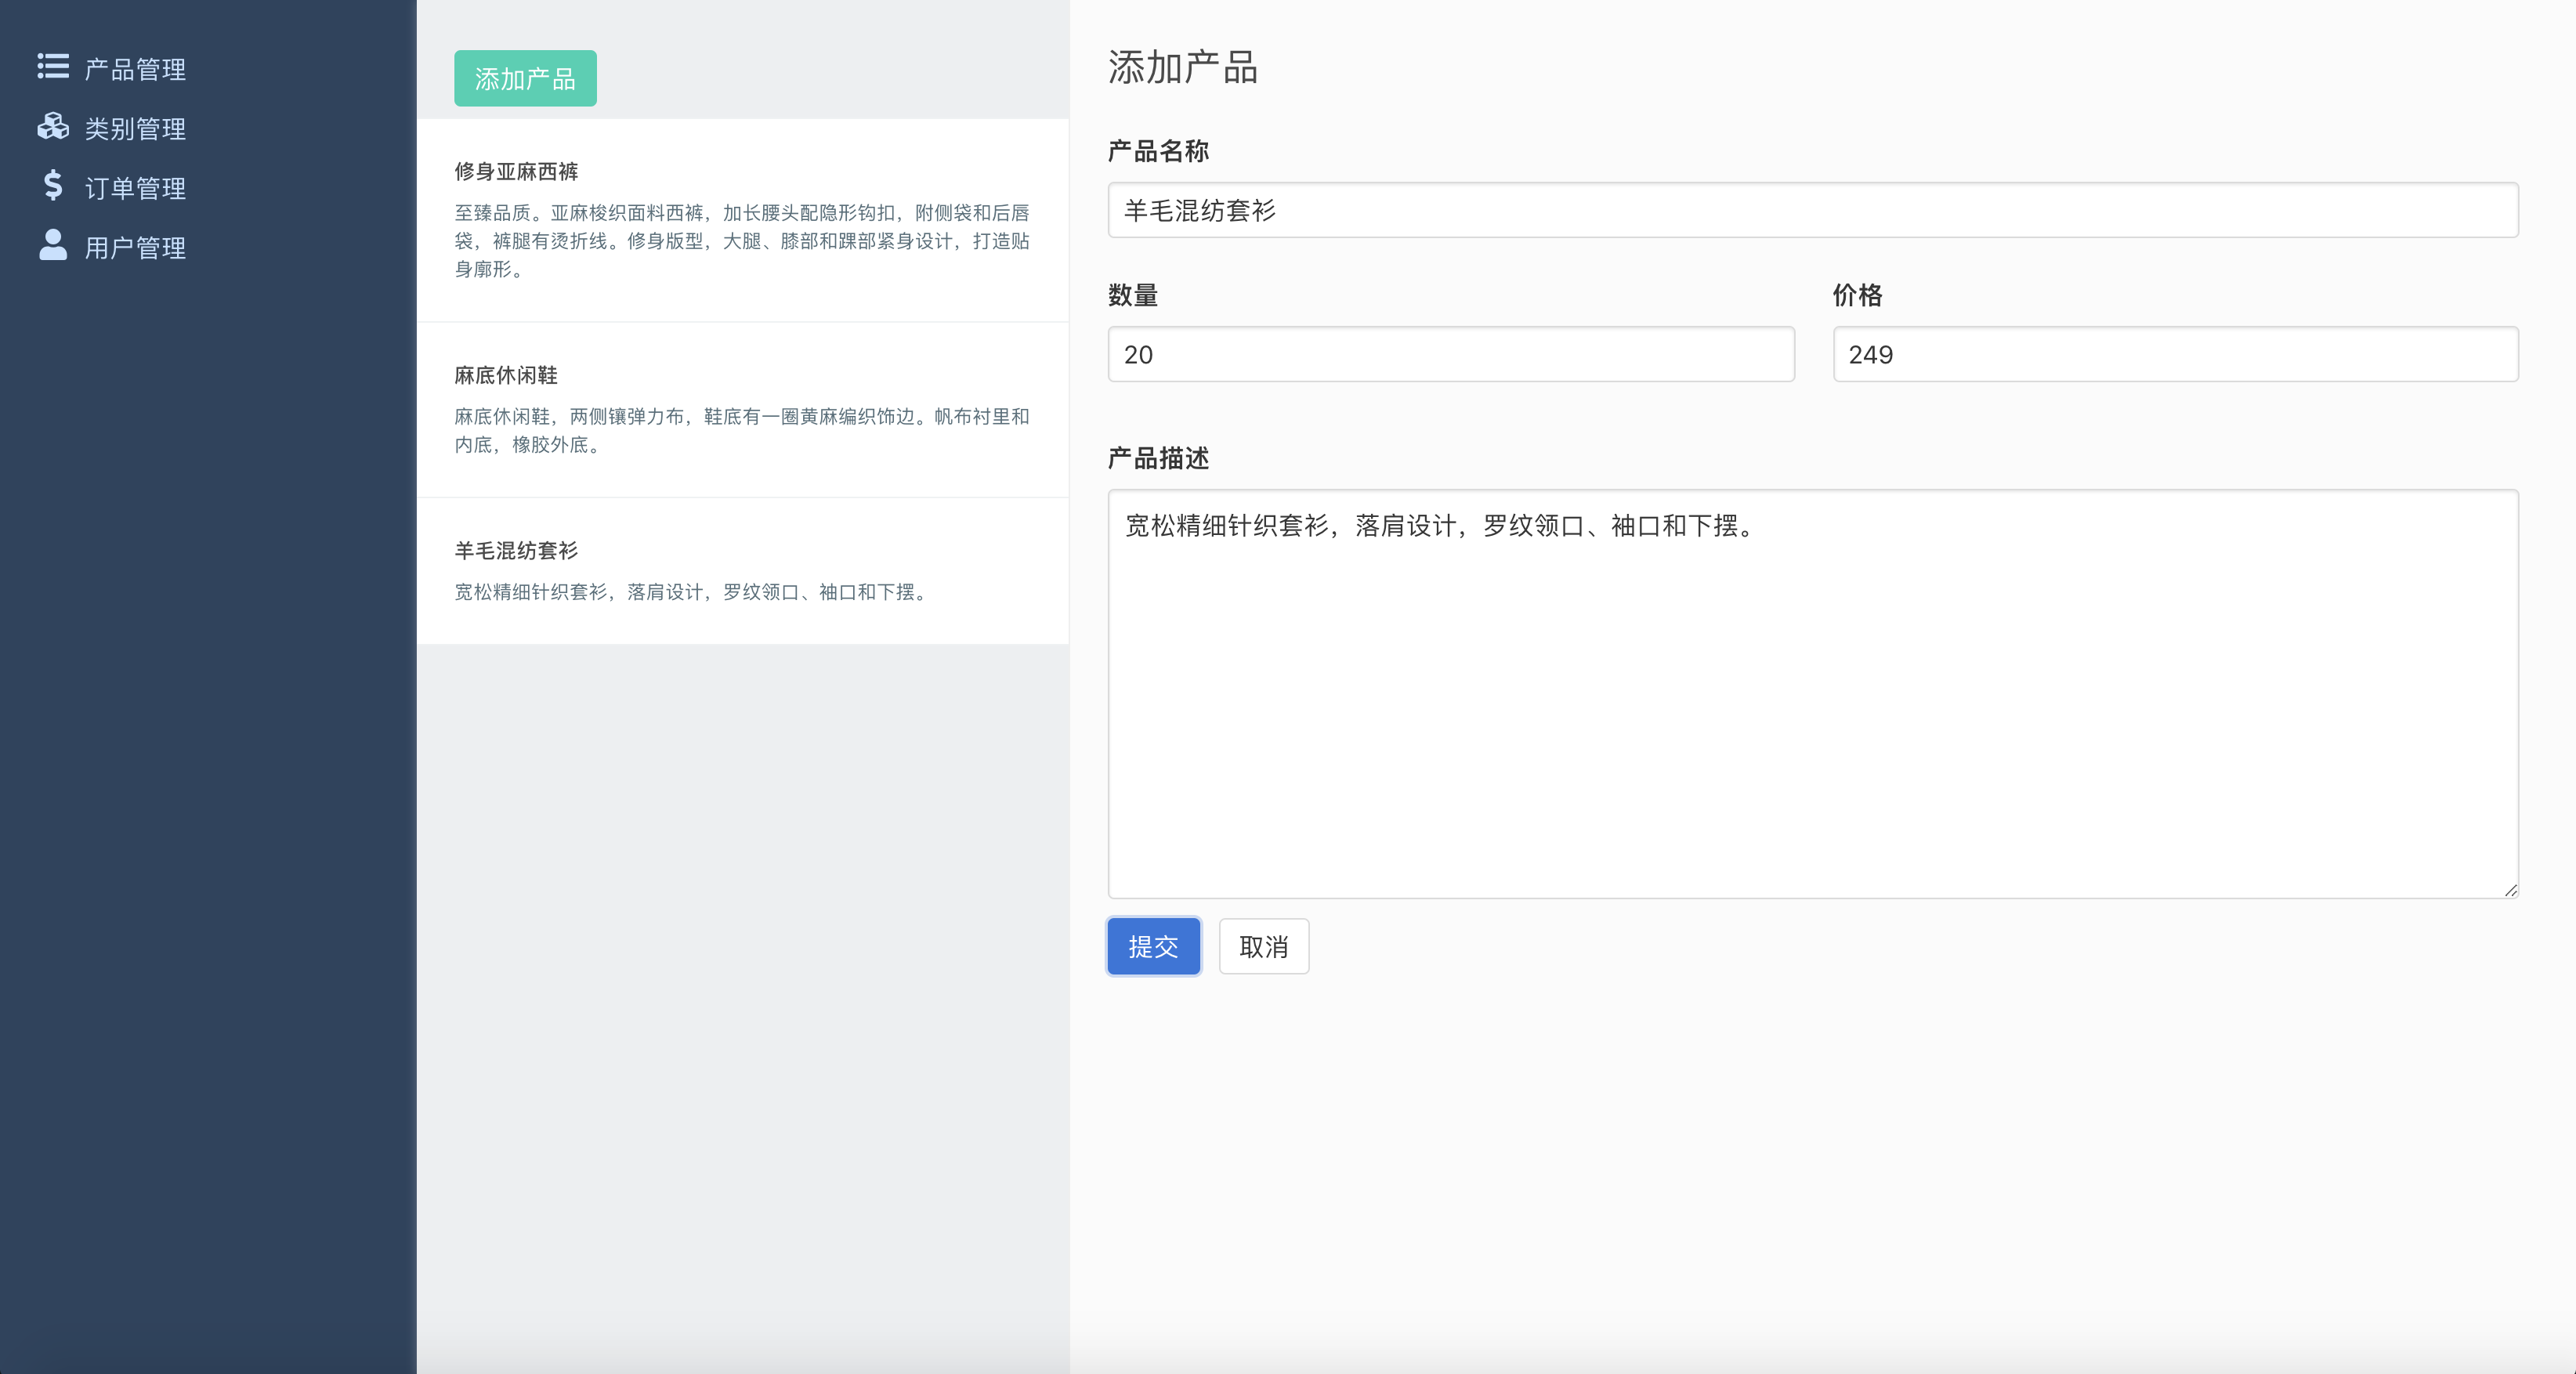 产品管理
类别管理
订单管理
用户管理
添加产品
修身亚麻西裤
至臻品质。亚麻梭织面料西裤，加长腰头配隐形钩扣，附侧袋和后唇
袋，裤腿有烫折线。修身版型，大腿、膝部和踝部紧身设计，打造贴
身廓形。
麻底休闲鞋
麻底休闲鞋，两侧镶弹力布，鞋底有一圈黄麻编织饰边。帆布衬里和
内底，橡胶外底。
羊毛混纺套衫
宽松精细针织套衫，落肩设计，罗纹领口、袖口和下摆。
添加产品
产品名称
羊毛混纺套衫
数量 价格
20 249
产品描述
宽松精细针织套衫，落肩设计，罗纹领口、袖口和下摆。
提交 取消